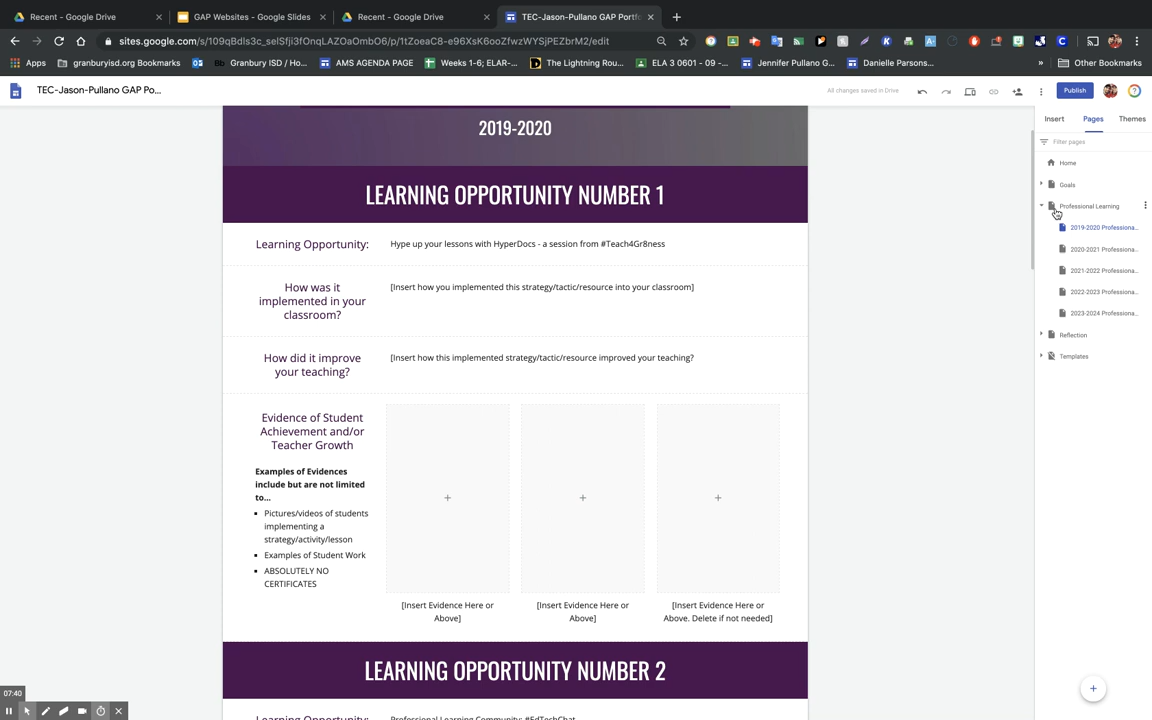 Recent - Google Drive
GAP Websites - Google Slides
Recent - Google Drive
TEC-Jason-Pullano GAP Portf
sites.google.com/s/109qBdls3c_selSfji3fOnqLAZOaOmbO6/p/1tZoeaC8-e96XsK6ooZfwzWYSjPEZbrM2/edit
Apps
granburyisd.org Bookmarks
Granbury ISD / Ho...
AMS AGENDA PAGE
Weeks 1-6; ELAR-...
The Lightning Rou...
ELA 3 0601 - 09 -...
Jennifer Pullano G...
Danielle Parsons...
»
Other Bookmarks
TEC-Jason-Pullano GAP Po...
All changes saved in Drive
Publish
Insert
Pages
Themes
Filter pages
Home
Goals
Professional Learning
2019-2020 Professiona...
2020-2021 Professiona...
2021-2022 Professiona...
2022-2023 Professiona...
2023-2024 Professiona...
Reflection
Templates
2019-2020
LEARNING OPPORTUNITY NUMBER 1
Learning Opportunity:
Hype up your lessons with HyperDocs - a session from #Teach4Gr8ness
How was it
implemented in your
classroom?
[Insert how you implemented this strategy/tactic/resource into your classroom]
How did it improve
your teaching?
[Insert how this implemented strategy/tactic/resource improved your teaching?
Evidence of Student
Achievement and/or
Teacher Growth
Examples of Evidences
include but are not limited
to...
Pictures/videos of students
implementing a
strategy/activity/lesson
Examples of Student Work
ABSOLUTELY NO
CERTIFICATES
[Insert Evidence Here or
Above]
[Insert Evidence Here or
Above]
[Insert Evidence Here or
Above. Delete if not needed]
LEARNING OPPORTUNITY NUMBER 2
Learning Opportunity:
Professional Learning Community: #EdTechChat
07:40